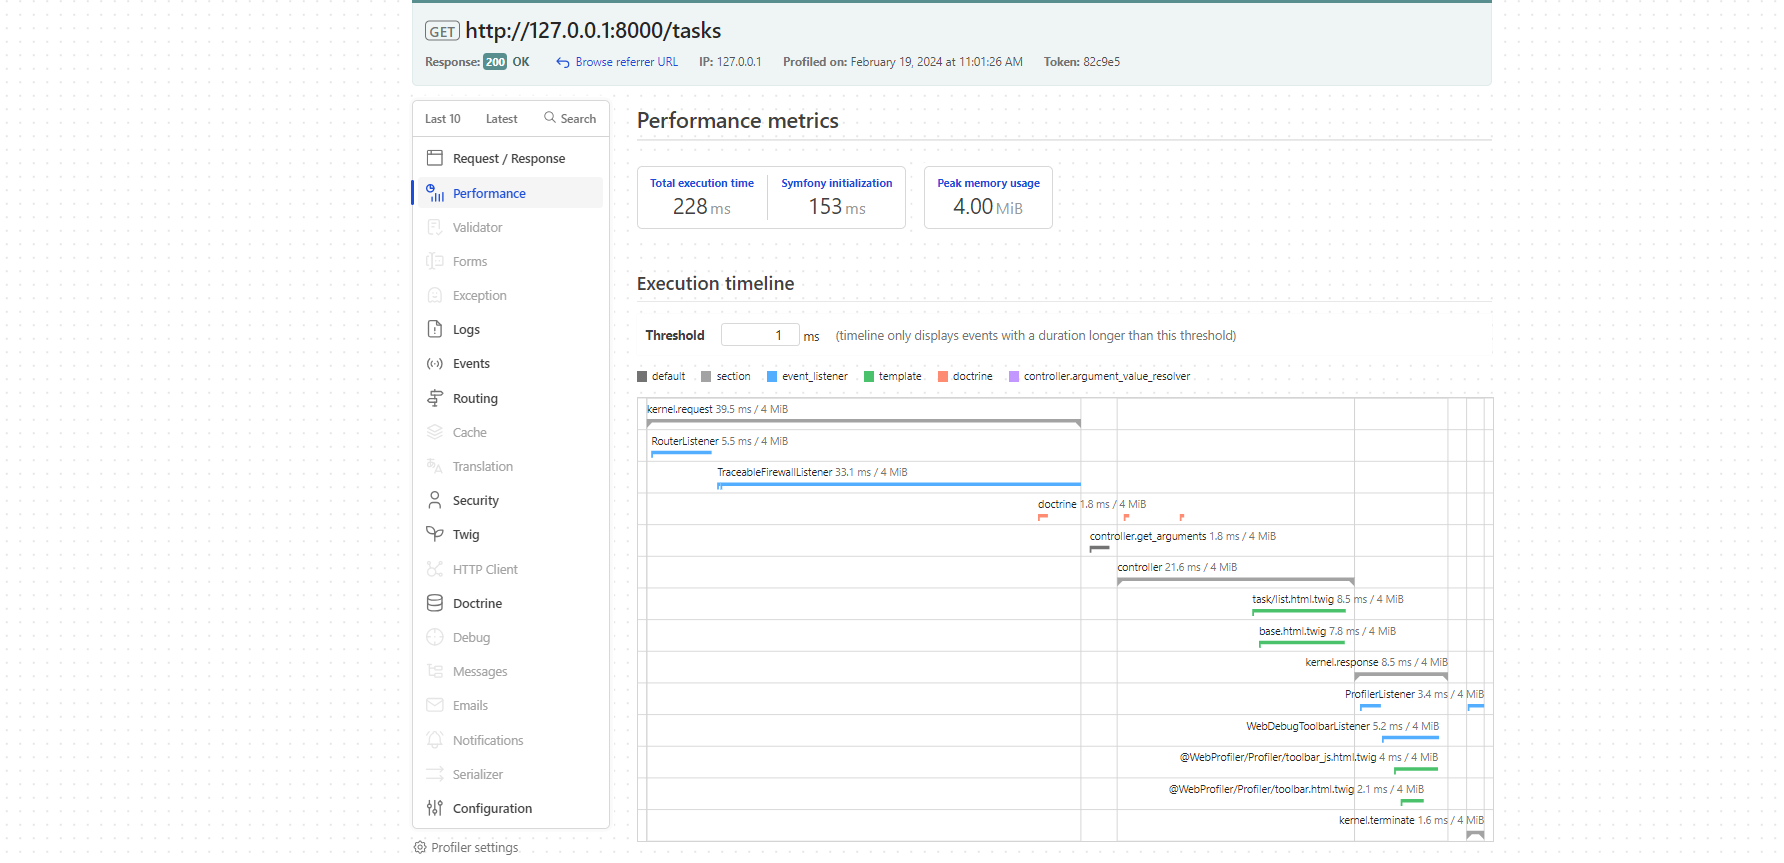 GET http://127.0.0.1:8000/tasks
Response: 200 OK Browse referrer URL IP: 127.0.0.1 Profiled on: February 19, 2024 at 11:01:26 AM Token: 82c9e5
Last 10 Latest Search
Request / Response
Performance
Validator
Forms
Exception
Logs
Events
Routing
Cache
Translation
Security
Twig
HTTP Client
Doctrine
Debug
Messages
Emails
Notifications
Serializer
Configuration
Profiler settings
Performance metrics
Total execution time Symfony initialization Peak memory usage
228 ms 153 ms 4.00 MiB
Execution timeline
Threshold 1 ms (timeline only displays events with a duration longer than this threshold)
default section event_listener template doctrine controller.argument_value_resolver
kernel.request 39.5 ms / 4 MiB
RouterListener 5.5 ms / 4 MiB
TraceableFirewallListener 33.1 ms / 4 MiB
doctrine 1.8 ms / 4 MiB
controller.get_arguments 1.8 ms / 4 MiB
controller 21.6 ms / 4 MiB
task/list.html.twig 8.5 ms / 4 MiB
base.html.twig 7.8 ms / 4 MiB
kernel.response 8.5 ms / 4 MiB
ProfilerListener 3.4 ms / 4 MiB
WebDebugToolbarListener 5.2 ms / 4 MiB
@WebProfiler/Profiler/toolbar_js.html.twig 4 ms / 4 MiB
@WebProfiler/Profiler/toolbar.html.twig 2.1 ms / 4 MiB
kernel.terminate 1.6 ms / 4 MiB